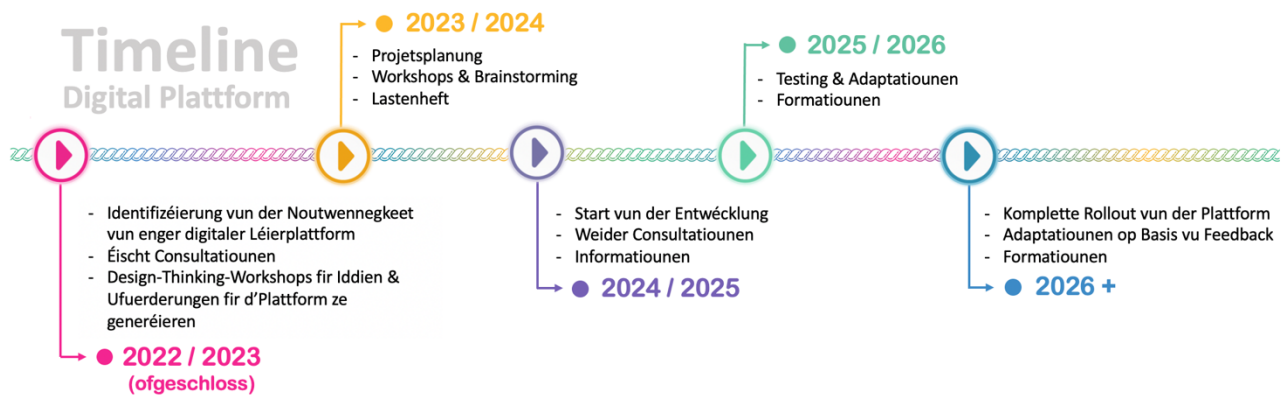 Timeline
Digital Plattform
2022 / 2023
(ofgeschloss)
- Identifizéierung vun der Noutwennegkeet
vun enger digitaler Léierplattform
- Éischt Consultatiounen
- Design-Thinking-Workshops fir Iddien &
Ufuerderungen fir d'Plattform ze
generéieren
2023 / 2024
- Projetsplanung
- Workshops & Brainstorming
- Lastenheft
- Start vun der Entwécklung
- Weider Consultatiounen
- Informatiounen
2024 / 2025
2025 / 2026
- Testing & Adaptatiounen
- Formatiounen
- Komplette Rollout vun der Plattform
- Adaptatiounen op Basis vu Feedback
- Formatiounen
2026 +